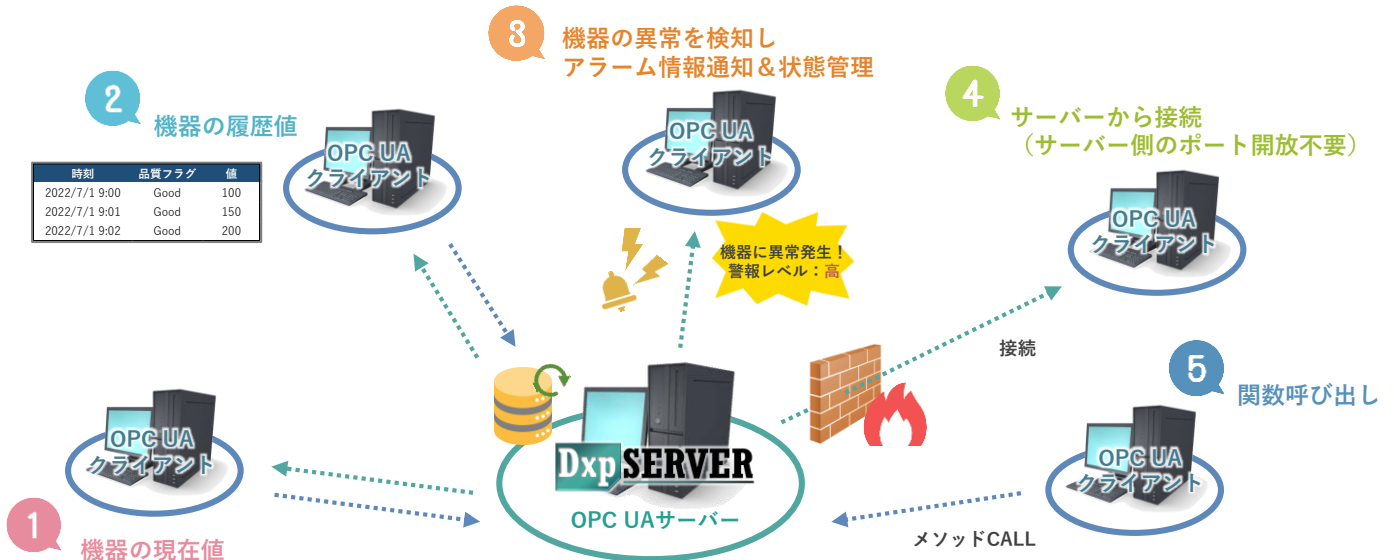 3
機器の異常を検知し
アラーム情報通知＆状態管理
2
機器の履歴値
時刻 品質フラグ 値
2022/7/1 9:00 Good 100
2022/7/1 9:01 Good 150
2022/7/1 9:02 Good 200
OPC UA
クライアント
OPC UA
クライアント
4
サーバーから接続
（サーバー側のポート開放不要）
OPC UA
クライアント
機器に異常発生！
警報レベル：高
接続
5
関数呼び出し
OPC UA
クライアント
メソッドCALL
OPC UA
クライアント
1
機器の現在値
Dxp SERVER
OPC UAサーバー